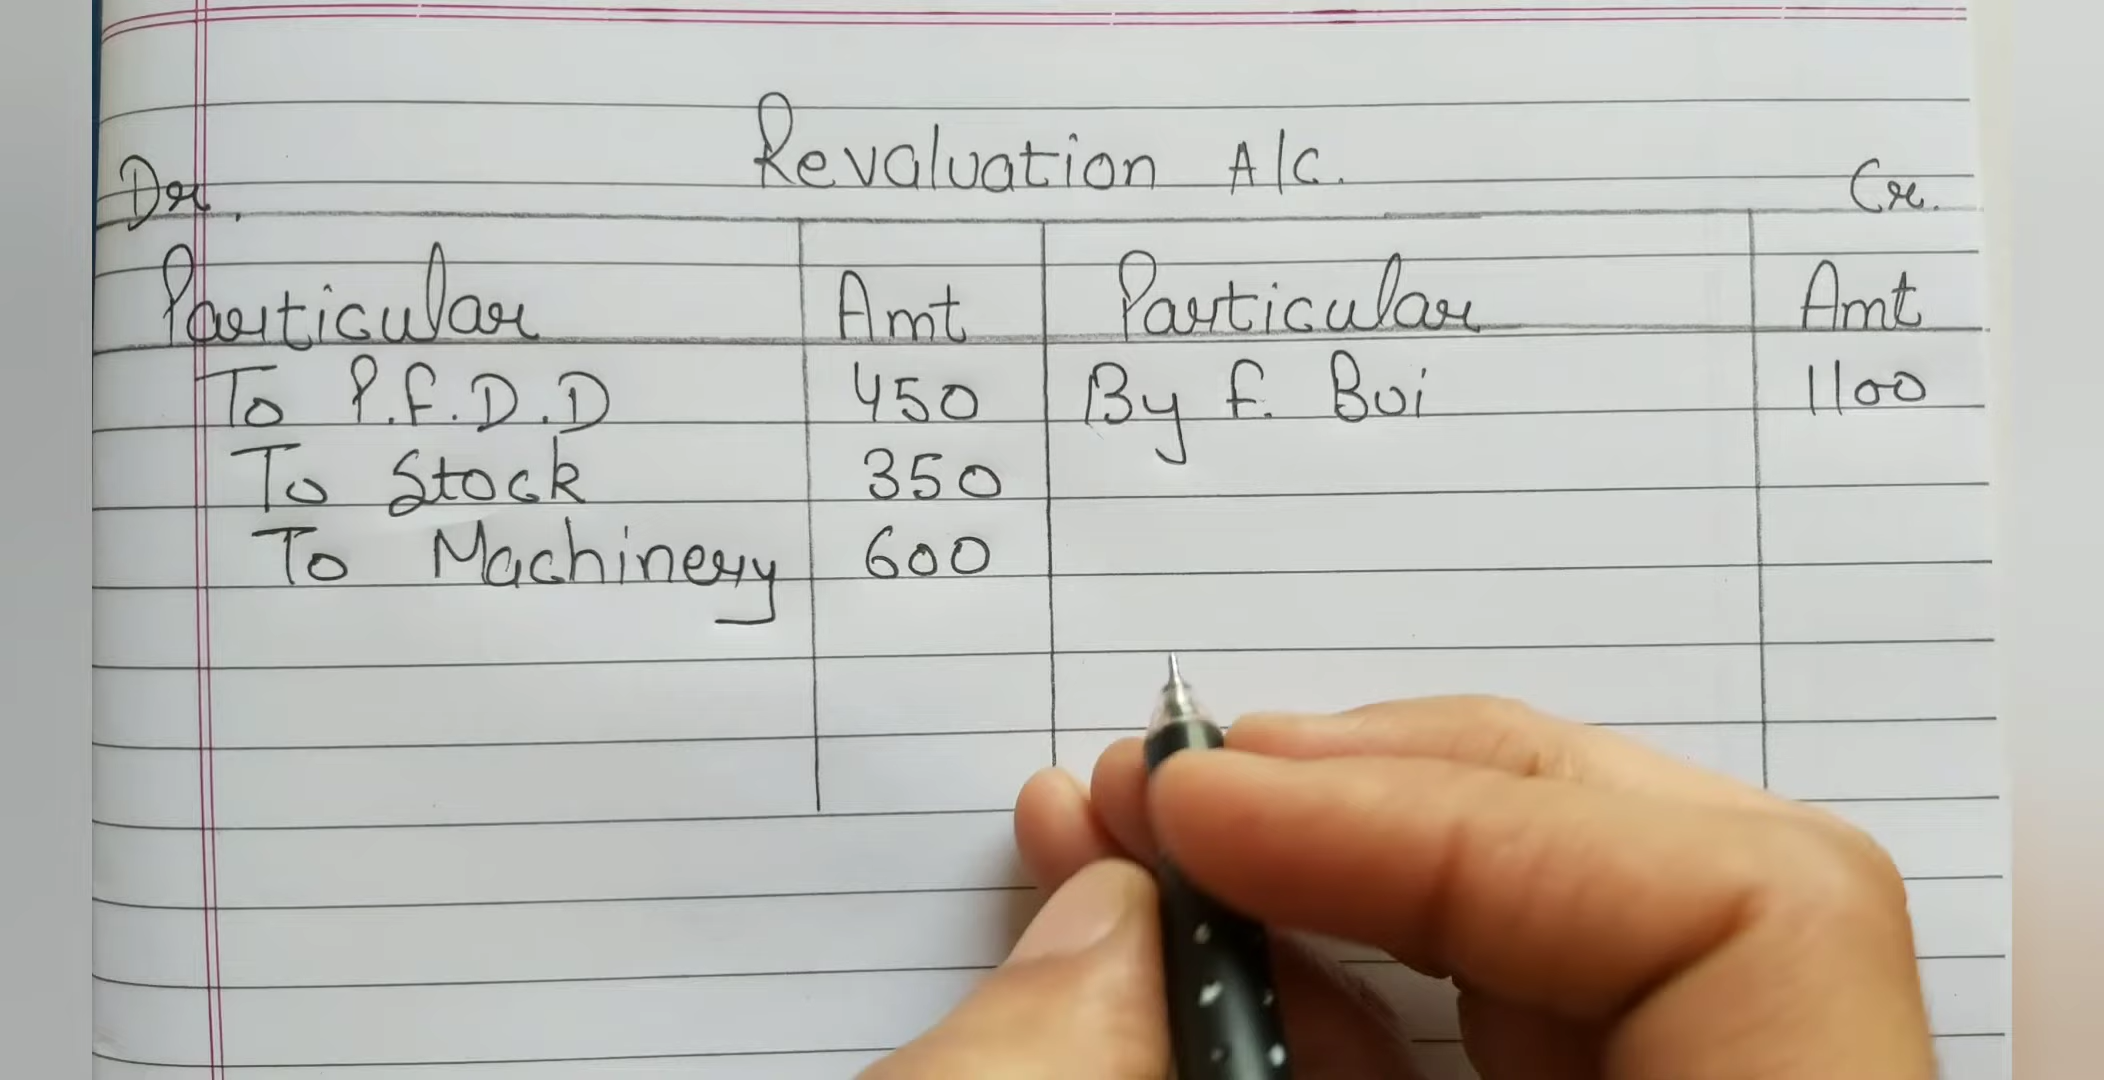 Revaluation A/c.
Dr. Cr.
Particular Amt Particular Amt
To P.F.D.D 450 By F. Bui 1100
To Stock 350
To Machinery 600